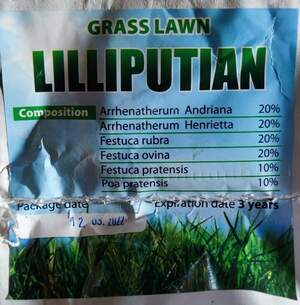 GRASS LAWN
LILLIPUTIAN
Composition Arrhenatherum Andriana 20%
Arrhenatherum Henrietta 20%
Festuca rubra 20%
Festuca ovina 20%
Festuca pratensis 10%
Poa pratensis 10%
Package date Expiration date 3 years
12 03. 2022